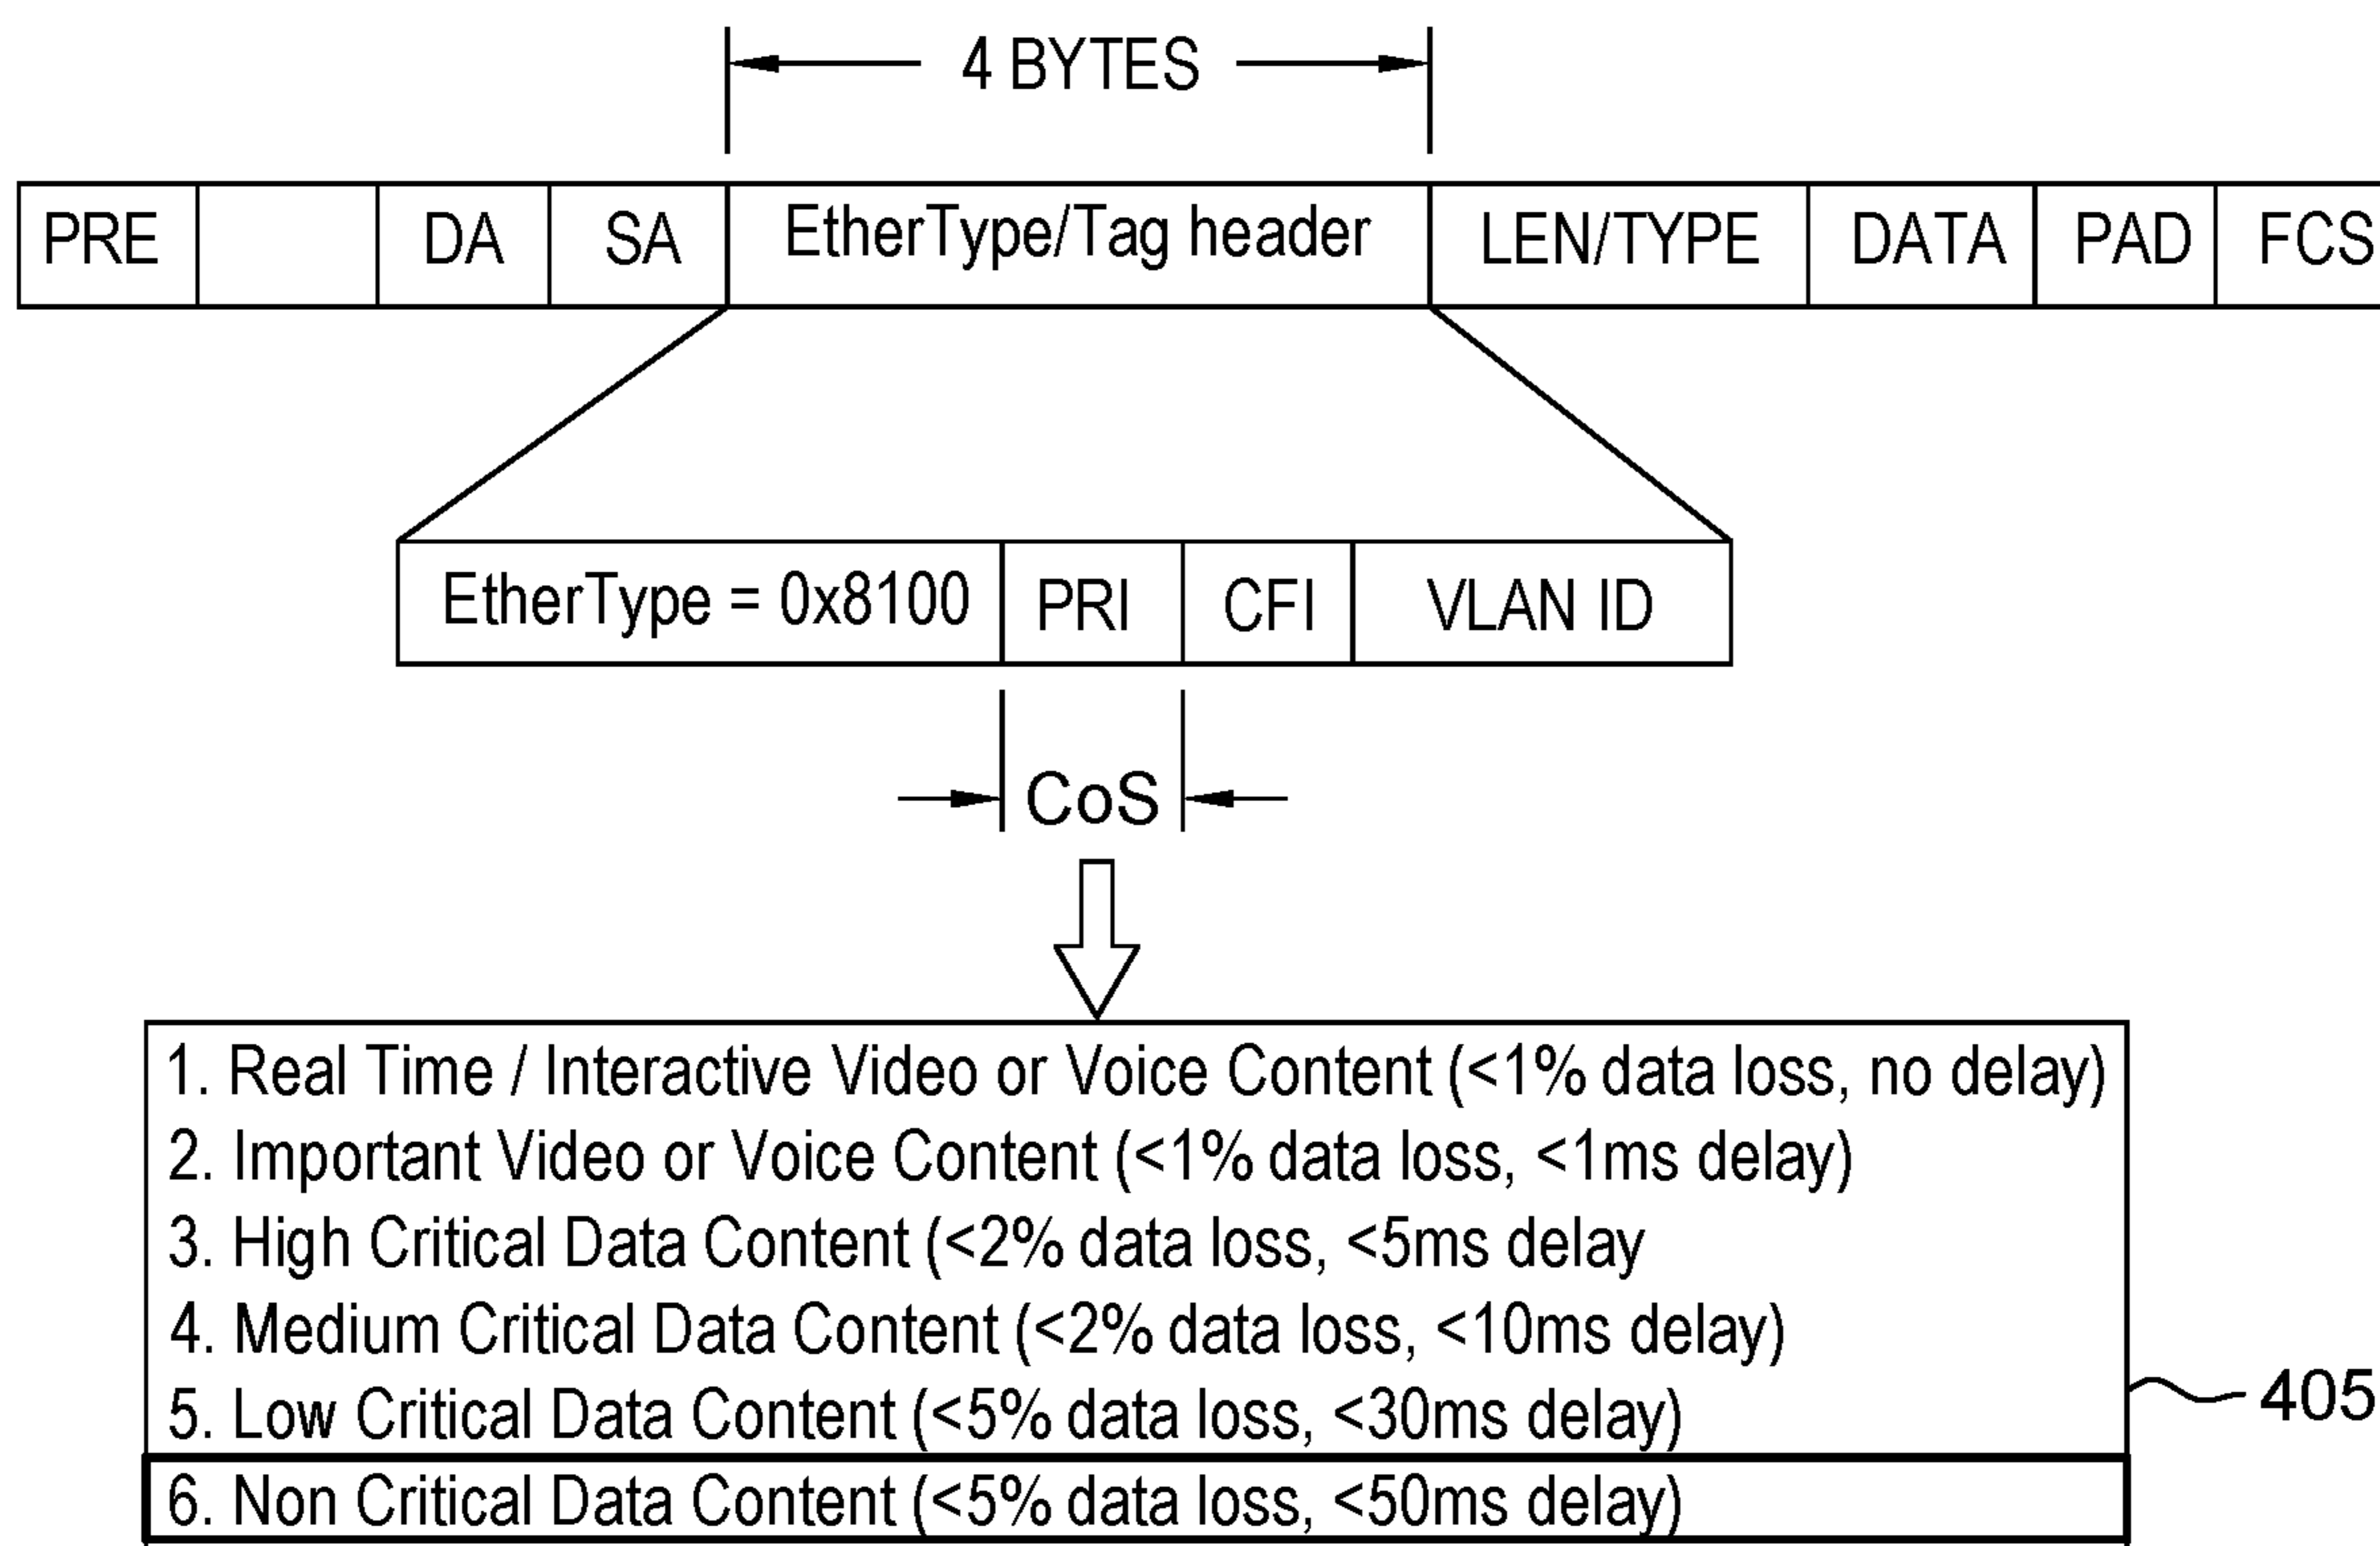 4 BYTES
PRE DA SA EtherType/Tag header LEN/TYPE DATA PAD FCS
EtherType = 0x8100 PRI CFI VLAN ID
CoS
1. Real Time / Interactive Video or Voice Content (<1% data loss, no delay)
2. Important Video or Voice Content (<1% data loss, <1ms delay)
3. High Critical Data Content (<2% data loss, <5ms delay
4. Medium Critical Data Content (<2% data loss, <10ms delay)
5. Low Critical Data Content (<5% data loss, <30ms delay)
405
6. Non Critical Data Content (<5% data loss, <50ms delay)